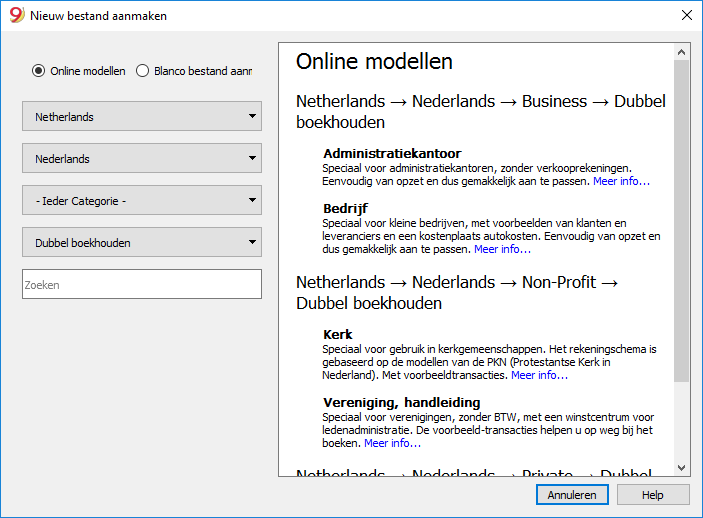 Nieuw bestand aanmaken
Online modellen
Blanco bestand aanr
Netherlands
Nederlands
- Ieder Categorie -
Dubbel boekhouden
Zoeken
Online modellen
Netherlands → Nederlands → Business → Dubbel
boekhouden
Administratiekantoor
Speciaal voor administratiekantoren, zonder verkooprekeningen.
Eenvoudig van opzet en dus gemakkelijk aan te passen. Meer info...
Bedrijf
Speciaal voor kleine bedrijven, met voorbeelden van klanten en
leveranciers en een kostenplaats autokosten. Eenvoudig van opzet en
dus gemakkelijk aan te passen. Meer info...
Netherlands → Nederlands → Non-Profit →
Dubbel boekhouden
Kerk
Speciaal voor gebruik in kerkgemeenschappen. Het rekeningschema is
gebaseerd op de modellen van de PKN (Protestantse Kerk in
Nederland). Met voorbeeldtransacties. Meer info...
Vereniging, handleiding
Speciaal voor verenigingen, zonder BTW, met een winstcentrum voor
ledenadministratie. De voorbeeld-transacties helpen u op weg bij het
boeken. Meer info...
Netherlands → Nederlands → Private → Dubbel
Annuleren
Help